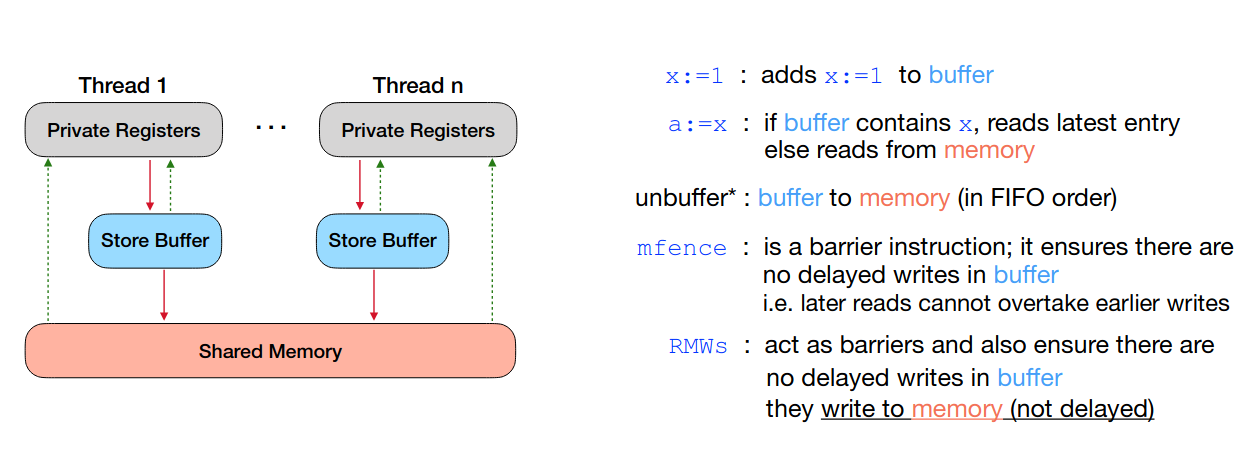 Thread 1
Thread n
Private Registers
...
Private Registers
Store Buffer
Store Buffer
Shared Memory
x:=1 : adds x:=1 to buffer
a:=x : if buffer contains x, reads latest entry
else reads from memory
unbuffer* : buffer to memory (in FIFO order)
mfence : is a barrier instruction; it ensures there are
no delayed writes in buffer
i.e. later reads cannot overtake earlier writes
RMWs : act as barriers and also ensure there are
no delayed writes in buffer
they write to memory (not delayed)